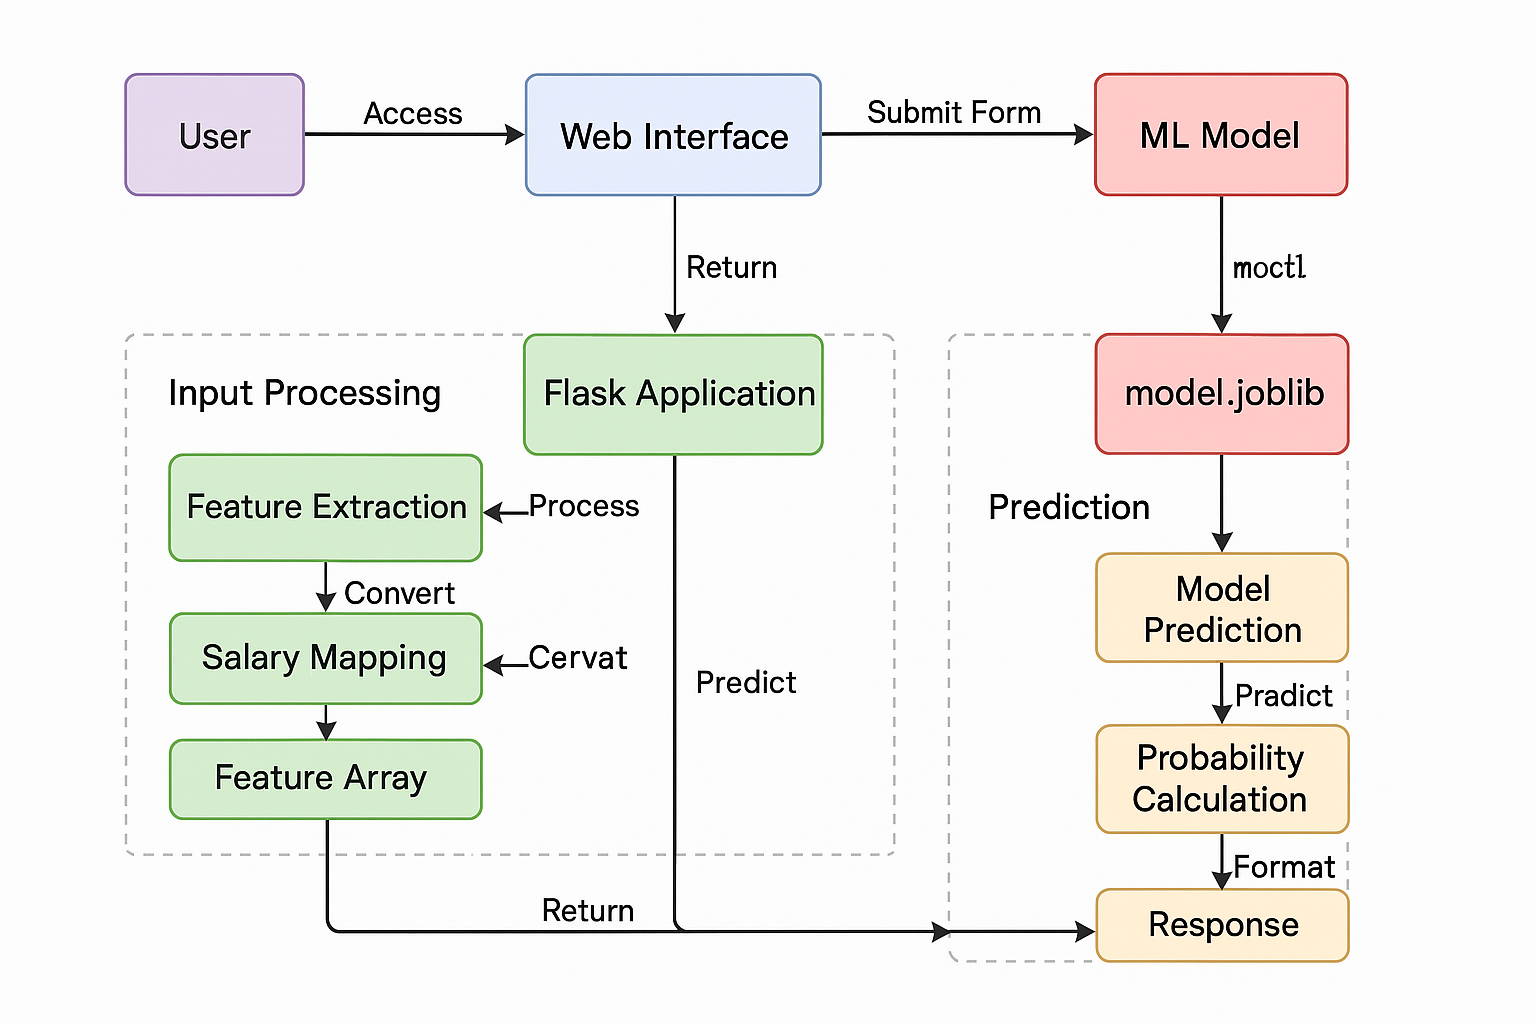 User
Access
Web Interface
Submit Form
ML Model
Return
moctl
Input Processing
Flask Application
model.joblib
Feature Extraction
Process
Prediction
Convert
Model
Prediction
Salary Mapping
Cervat
Predict
Pradict
Feature Array
Probability
Calculation
Format
Return
Response